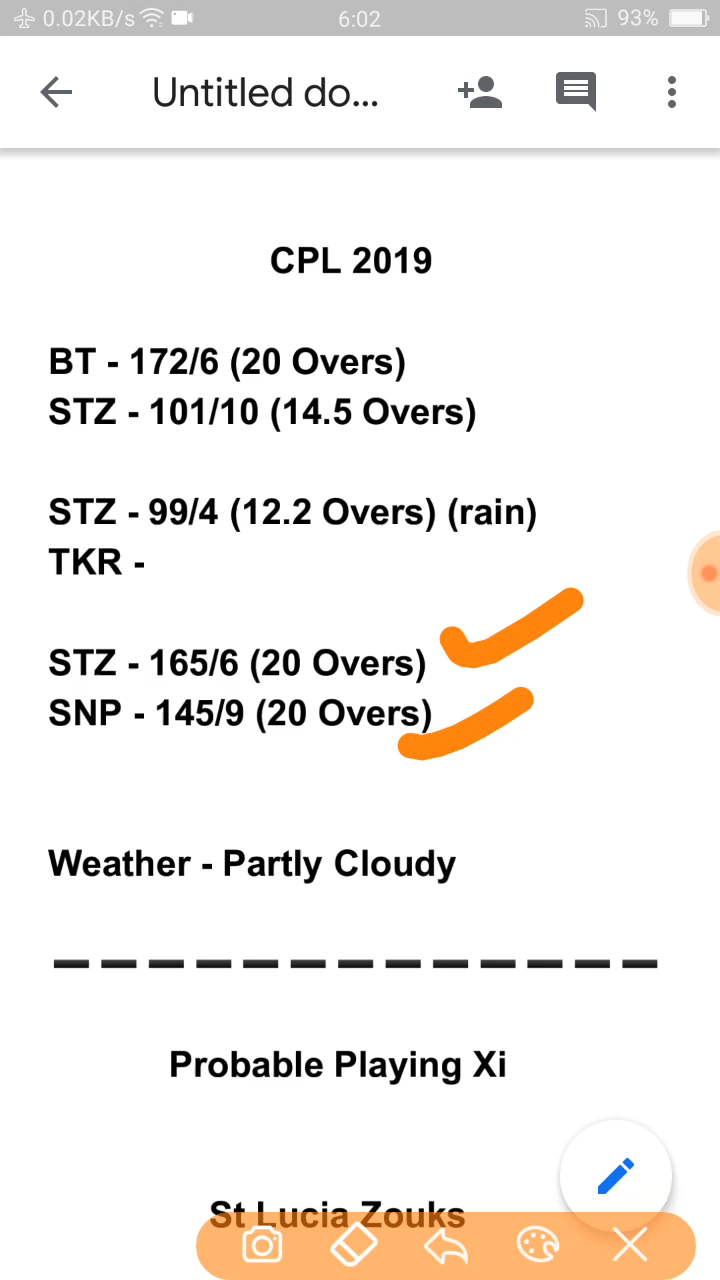 0.02KB/s 6:02 93%
Untitled do...
CPL 2019
BT - 172/6 (20 Overs)
STZ - 101/10 (14.5 Overs)
STZ - 99/4 (12.2 Overs) (rain)
TKR -
STZ - 165/6 (20 Overs)
SNP - 145/9 (20 Overs)
Weather - Partly Cloudy
Probable Playing Xi
St Lucia Zouks